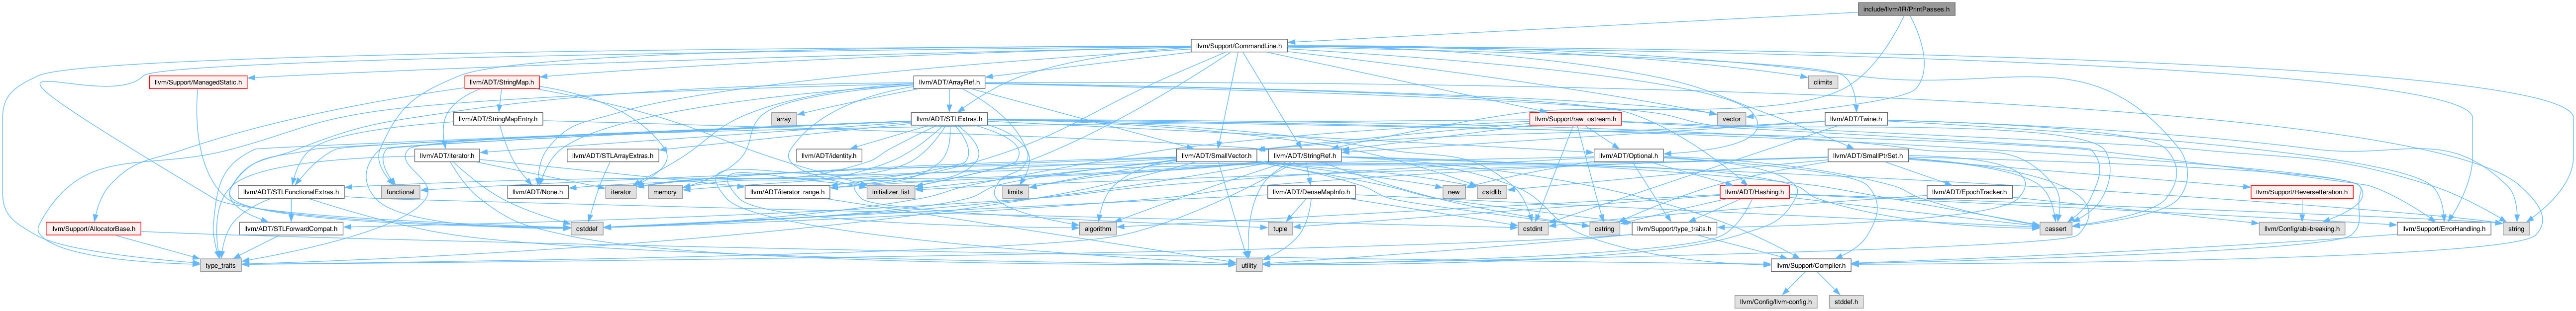 include/llvm/IR/PrintPasses.h
llvm/Support/CommandLine.h
llvm/Support/ManagedStatic.h
llvm/ADT/StringMap.h
llvm/ADT/ArrayRef.h
climits
llvm/ADT/StringMapEntry.h
array
llvm/ADT/STLExtras.h
llvm/Support/raw_ostream.h
vector
llvm/ADT/Twine.h
llvm/ADT/iterator.h
llvm/ADT/STLArrayExtras.h
llvm/ADT/identity.h
llvm/ADT/SmallVector.h
llvm/ADT/StringRef.h
llvm/ADT/Optional.h
llvm/ADT/SmallPtrSet.h
llvm/ADT/STLFunctionalExtras.h
functional
llvm/ADT/None.h
iterator
memory
llvm/ADT/iterator_range.h
initializer_list
limits
new
cstdlib
llvm/ADT/DenseMapInfo.h
llvm/ADT/Hashing.h
llvm/ADT/EpochTracker.h
llvm/Support/ReverseIteration.h
llvm/Support/AllocatorBase.h
llvm/ADT/STLForwardCompat.h
algorithm
cstddef
tuple
cstdint
cstring
llvm/Support/type_traits.h
cassert
llvm/Config/abi-breaking.h
llvm/Support/ErrorHandling.h
string
type_traits
utility
llvm/Support/Compiler.h
llvm/Config/llvm-config.h
stddef.h